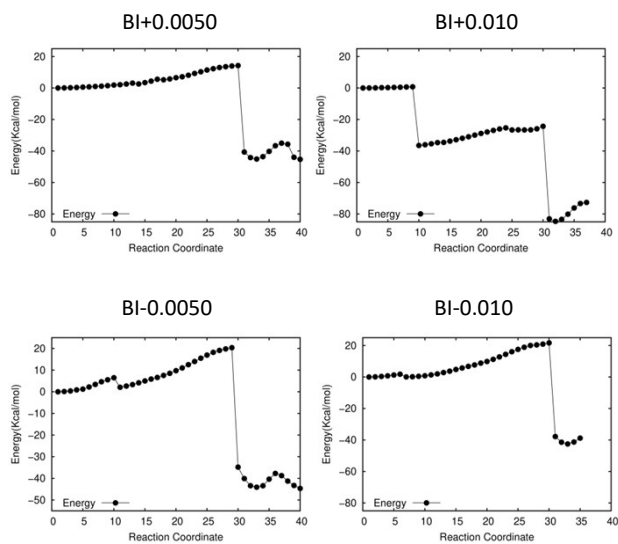 BI+0.0050
BI+0.010
20
0
−20
−40
−60
−80
Energy(Kcal/mol)
Energy
0 5 10 15 20 25 30 35 40
Reaction Coordinate
20
0
−20
−40
−60
−80
Energy(Kcal/mol)
Energy
0 5 10 15 20 25 30 35 40
Reaction Coordinate
BI-0.0050
BI-0.010
20
10
0
−10
−20
−30
−40
−50
Energy(Kcal/mol)
Energy
0 5 10 15 20 25 30 35 40
Reaction Coordinate
20
0
−20
−40
−60
−80
Energy(Kcal/mol)
Energy
0 5 10 15 20 25 30 35 40
Reaction Coordinate